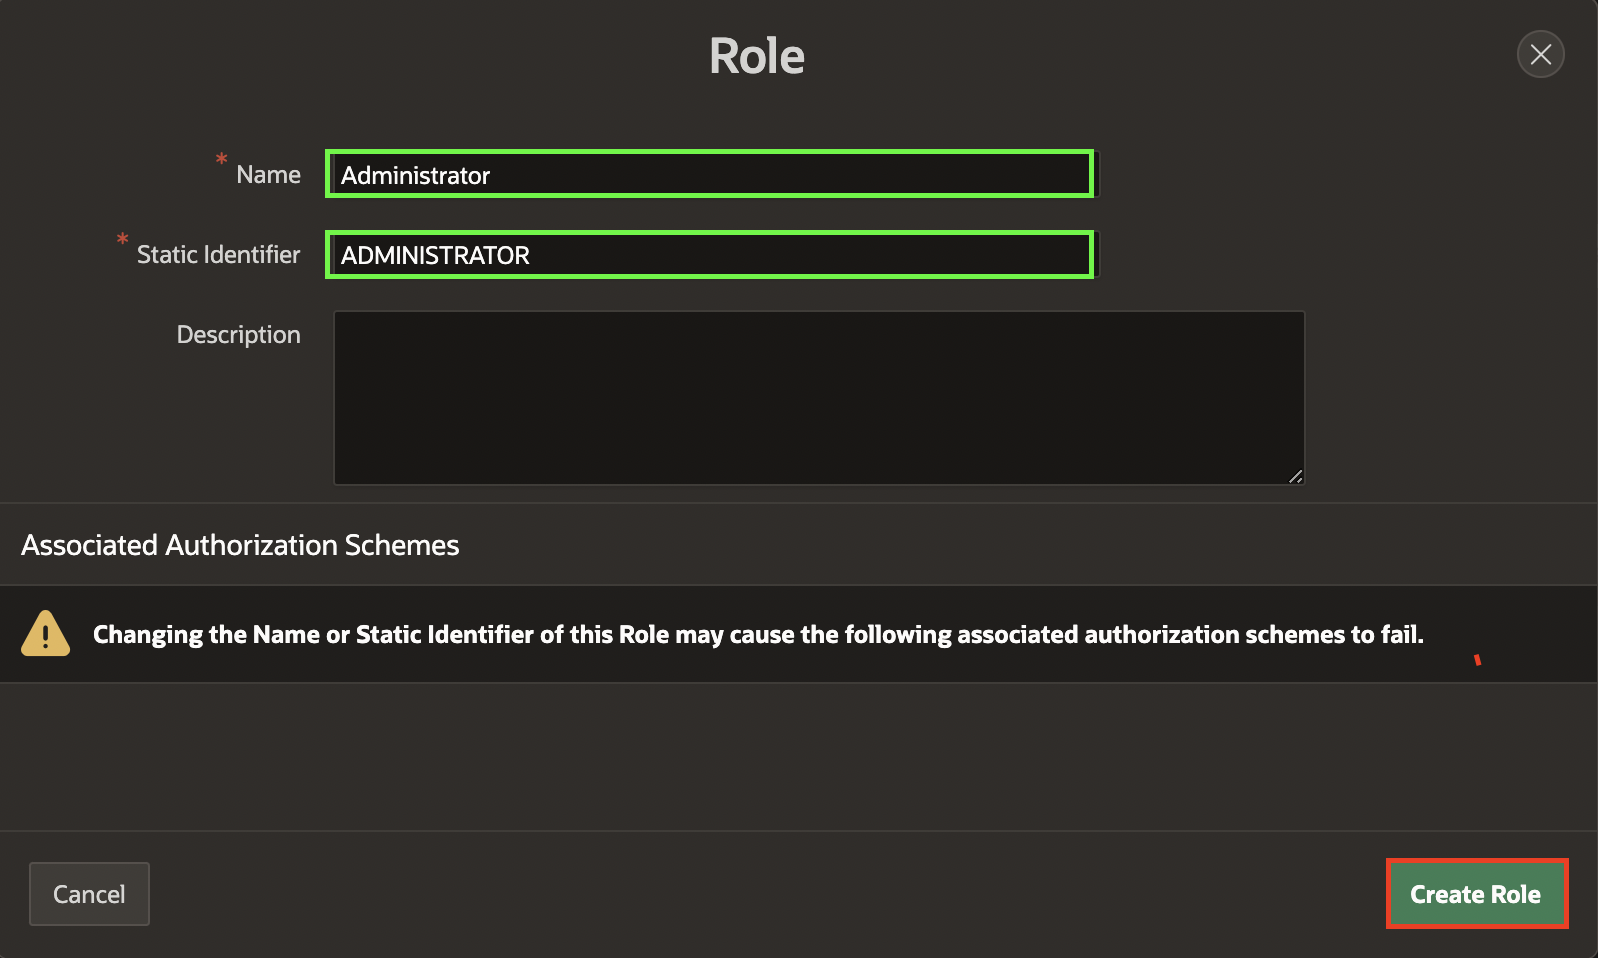 Role
* Name
Administrator
* Static Identifier
ADMINISTRATOR
Description
Associated Authorization Schemes
Changing the Name or Static Identifier of this Role may cause the following associated authorization schemes to fail.
Cancel
Create Role